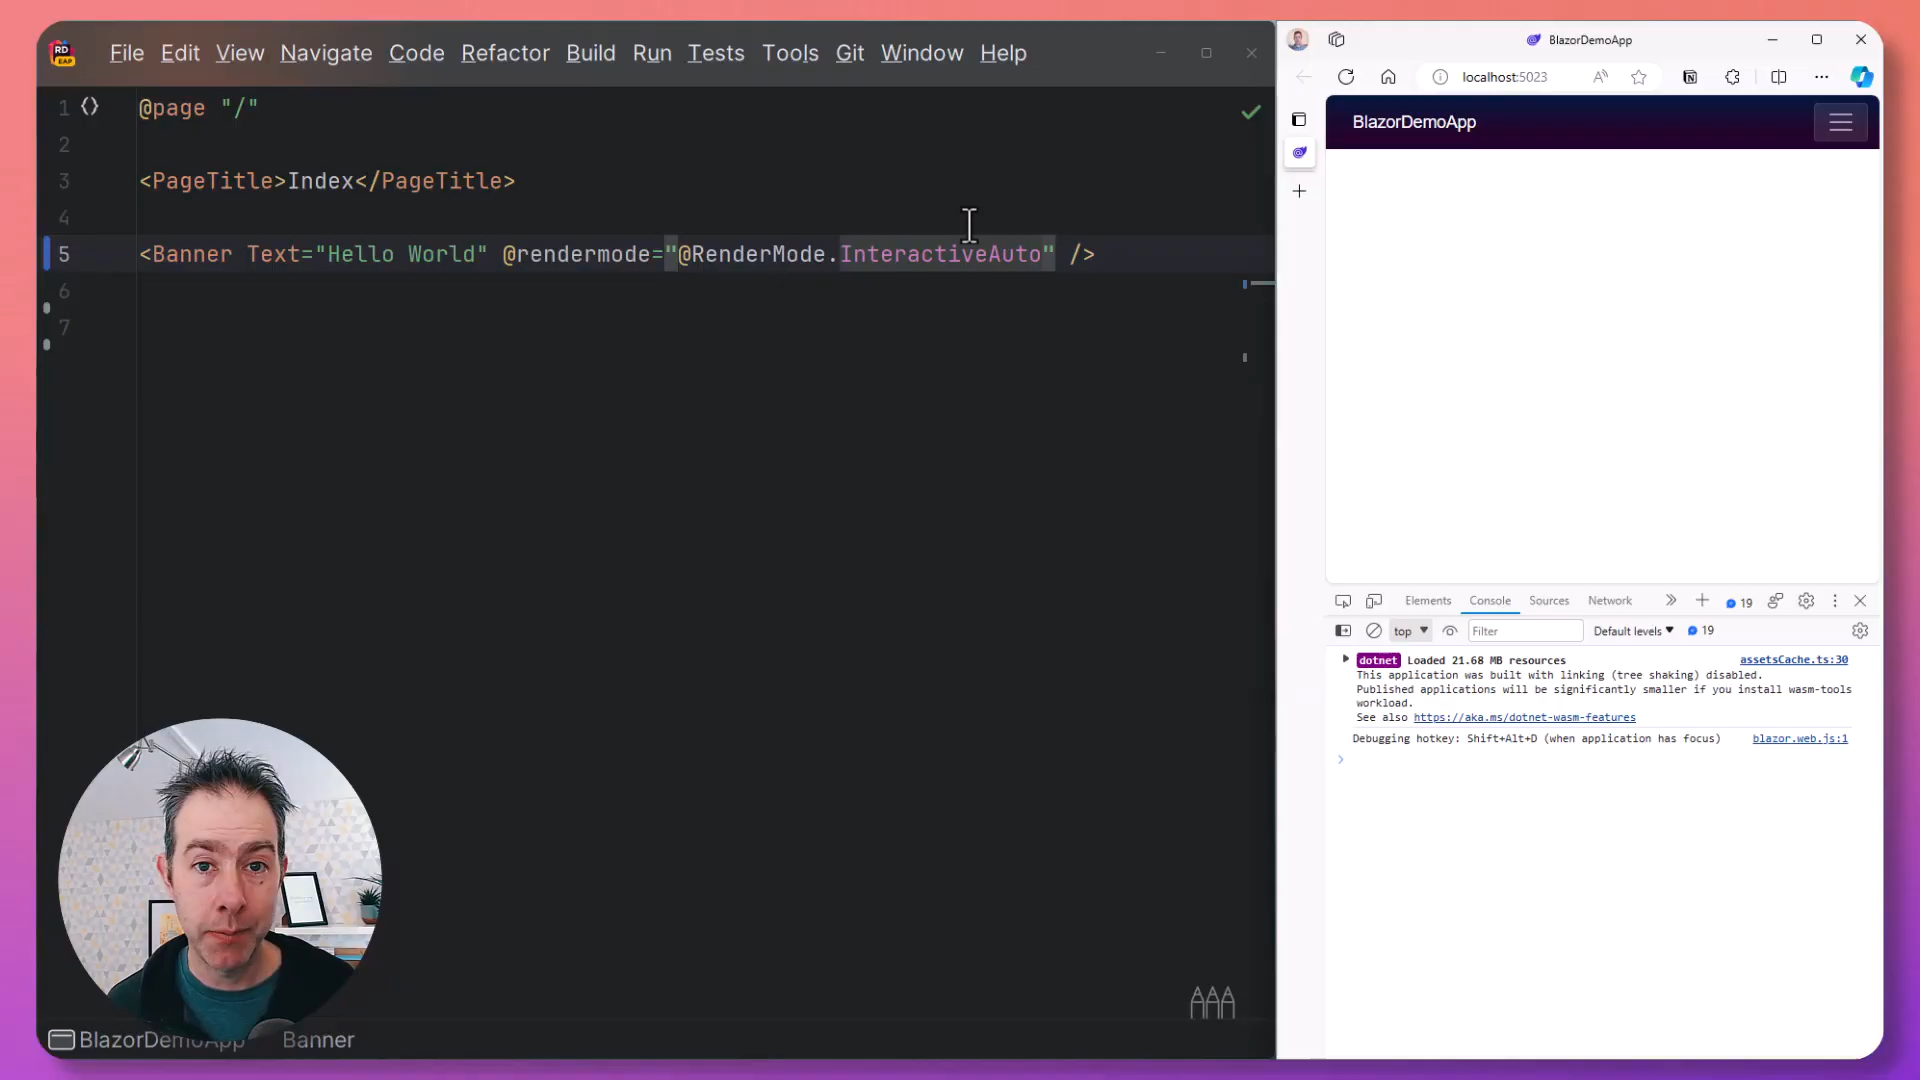 RD
EAP
File Edit View Navigate Code Refactor Build Run Tests Tools Git Window Help
1 @page "/"
2
3 <PageTitle>Index</PageTitle>
4
5 <Banner Text="Hello World" @rendermode="@RenderMode.InteractiveAuto" />
6
7
BlazorDemoApp Banner
BlazorDemoApp
localhost:5023
BlazorDemoApp
Elements Console Sources Network 19
top Filter Default levels 19
dotnet Loaded 21.68 MB resources assetsCache.ts:30
This application was built with linking (tree shaking) disabled.
Published applications will be significantly smaller if you install wasm-tools
workload.
See also https://aka.ms/dotnet-wasm-features
Debugging hotkey: Shift+Alt+D (when application has focus) blazor.web.js:1